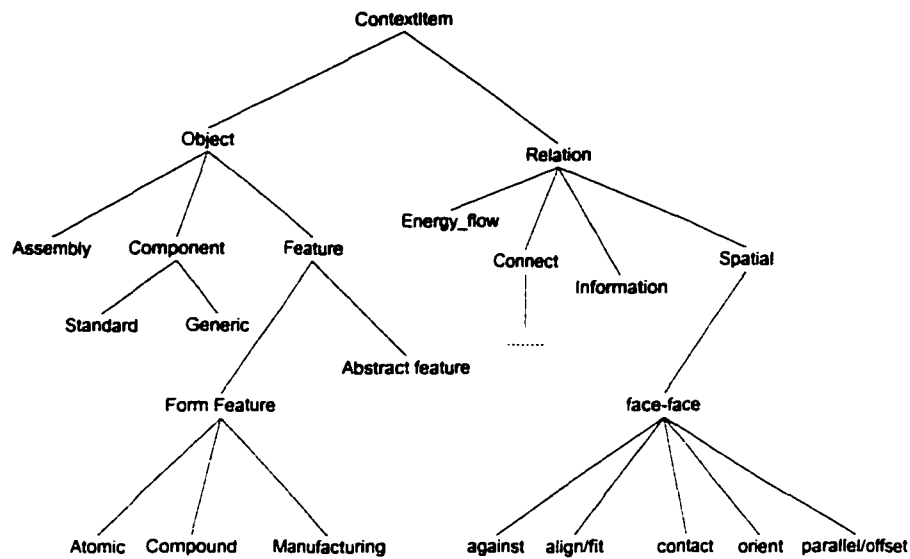 ContextItem
Object
Relation
Energy_flow
Assembly Component Feature
Connect Spatial
Information
Standard Generic
........
Abstract feature
Form Feature face-face
Atomic Compound Manufacturing against align/fit contact orient parallel/offset